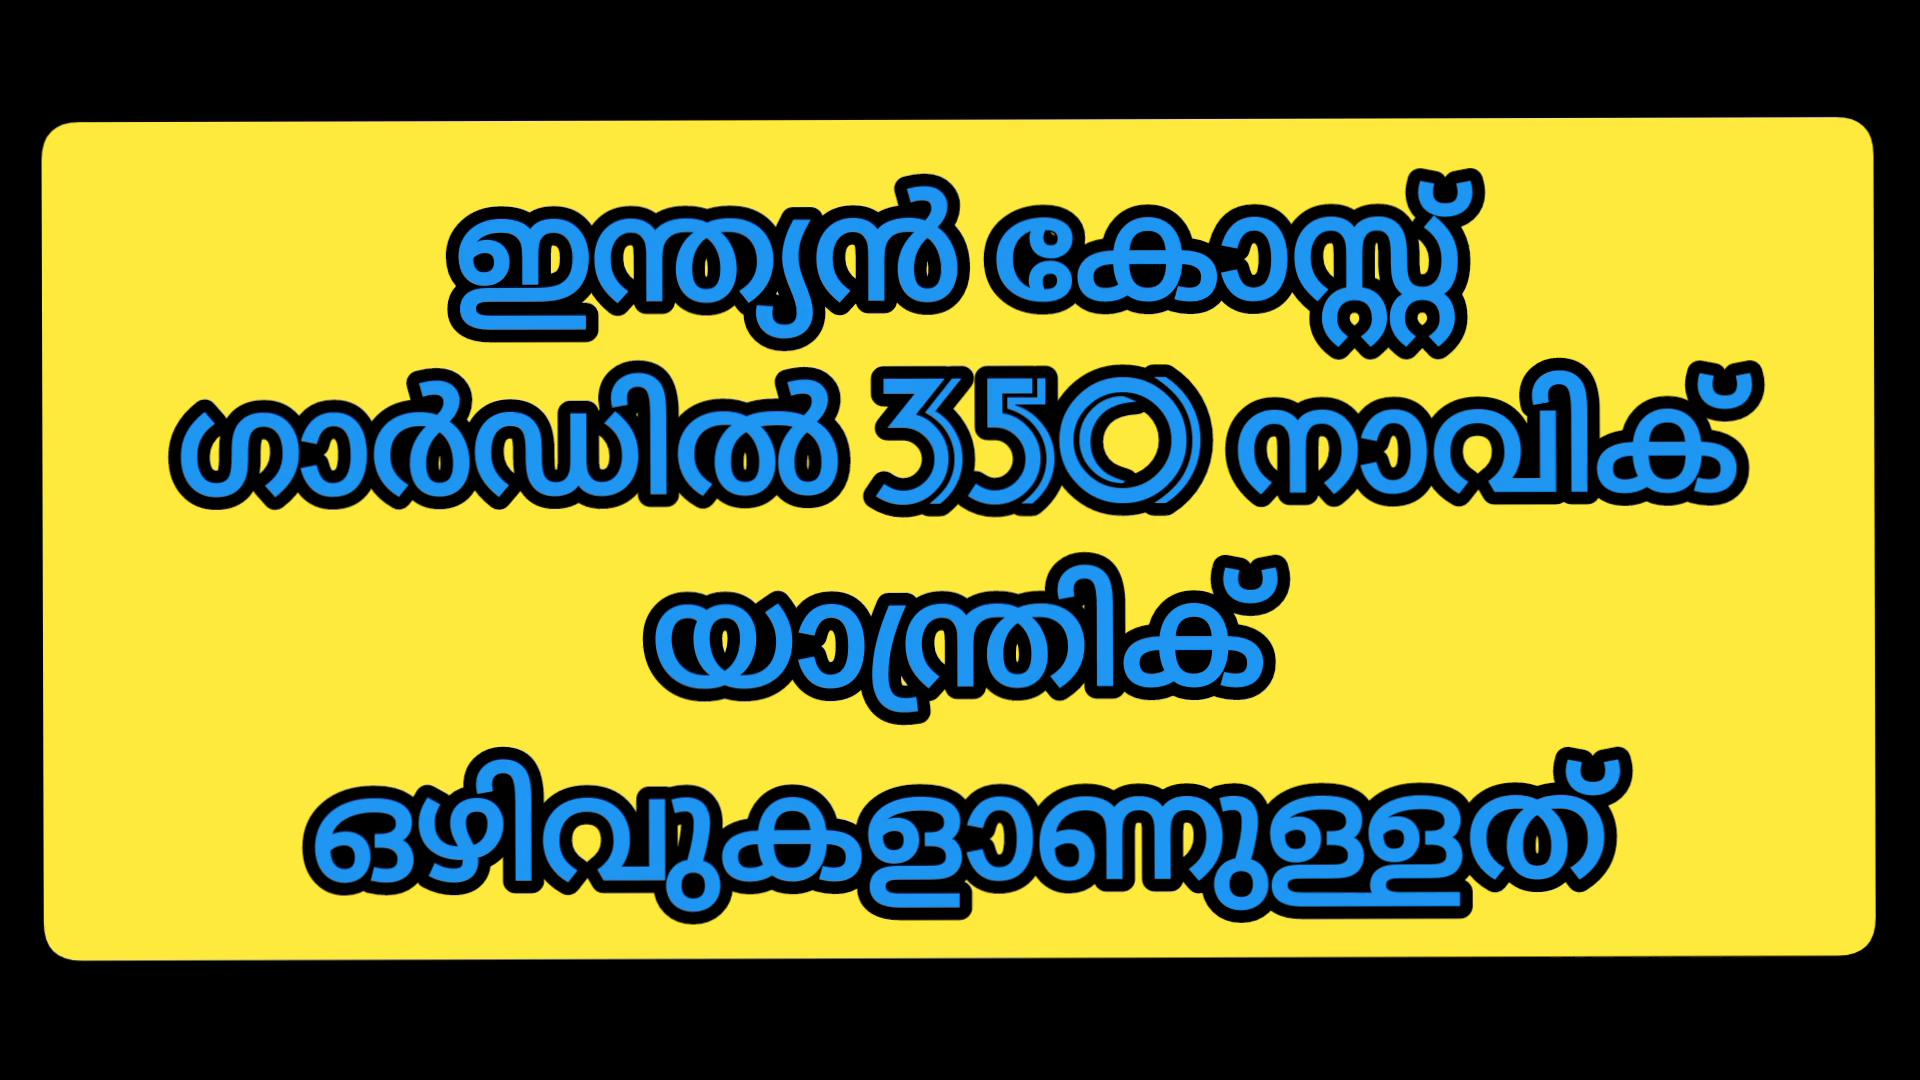 ഇന്ത്യൻ കോസ്റ്റ്
ഗാർഡിൽ 350 നാവിക്
യാന്ത്രിക്
ഒഴിവുകളാണുള്ളത്